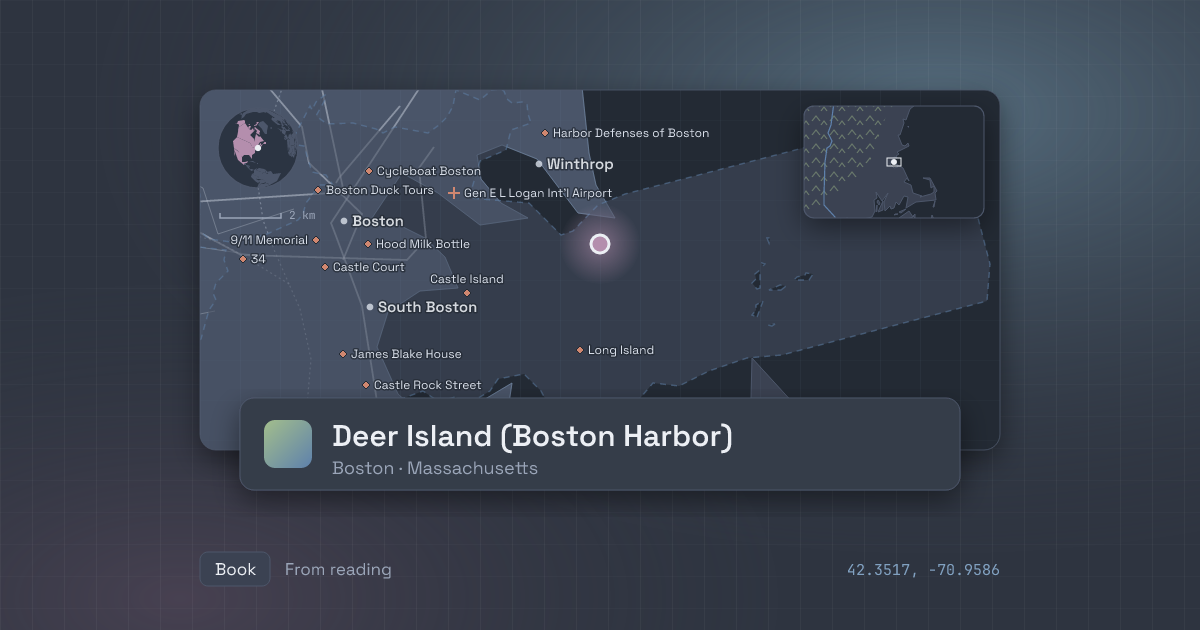 Harbor Defenses of Boston
Winthrop
Cycleboat Boston
Boston Duck Tours
Gen E L Logan Int'l Airport
2 km
Boston
9/11 Memorial
Hood Milk Bottle
34
Castle Court
Castle Island
South Boston
James Blake House
Long Island
Castle Rock Street
Deer Island (Boston Harbor)
Boston · Massachusetts
Book
From reading
42.3517, -70.9586